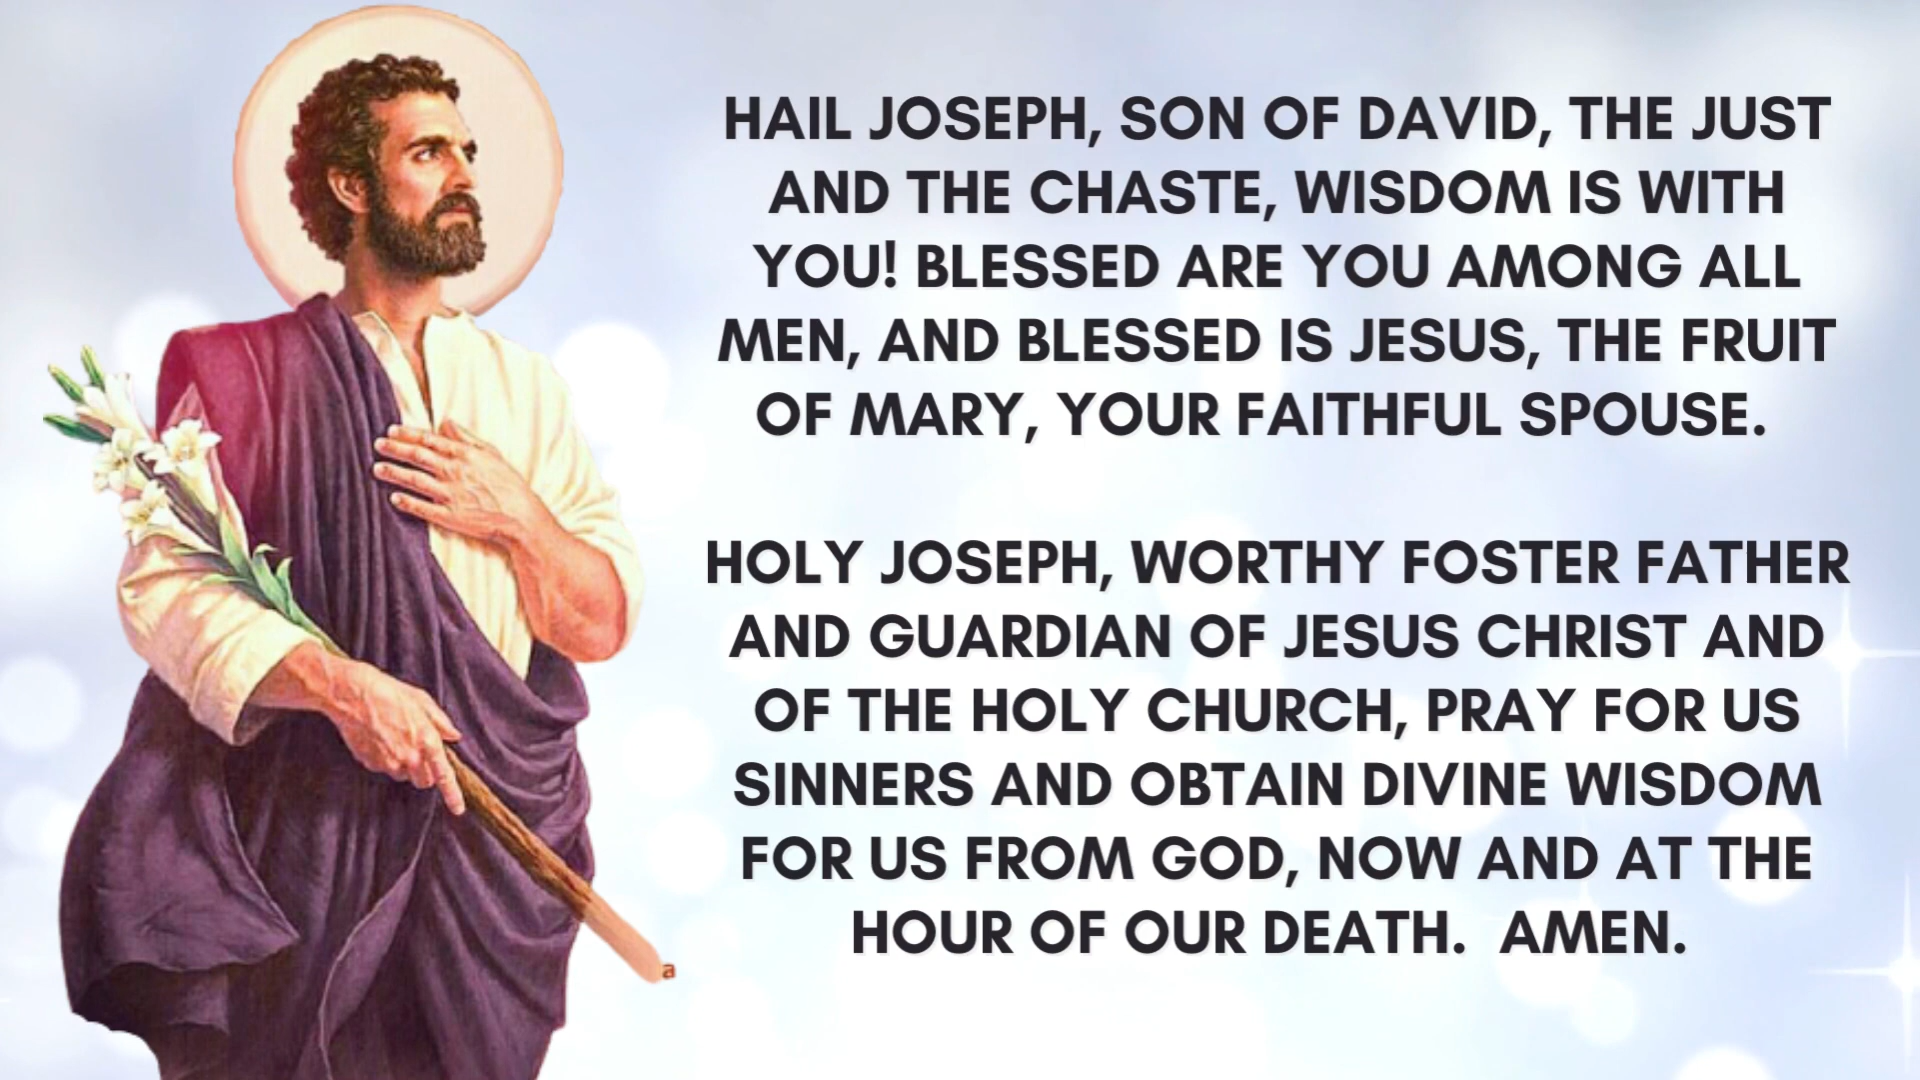 HAIL JOSEPH, SON OF DAVID, THE JUST
AND THE CHASTE, WISDOM IS WITH
YOU! BLESSED ARE YOU AMONG ALL
MEN, AND BLESSED IS JESUS, THE FRUIT
OF MARY, YOUR FAITHFUL SPOUSE.
HOLY JOSEPH, WORTHY FOSTER FATHER
AND GUARDIAN OF JESUS CHRIST AND
OF THE HOLY CHURCH, PRAY FOR US
SINNERS AND OBTAIN DIVINE WISDOM
FOR US FROM GOD, NOW AND AT THE
HOUR OF OUR DEATH.  AMEN.
a